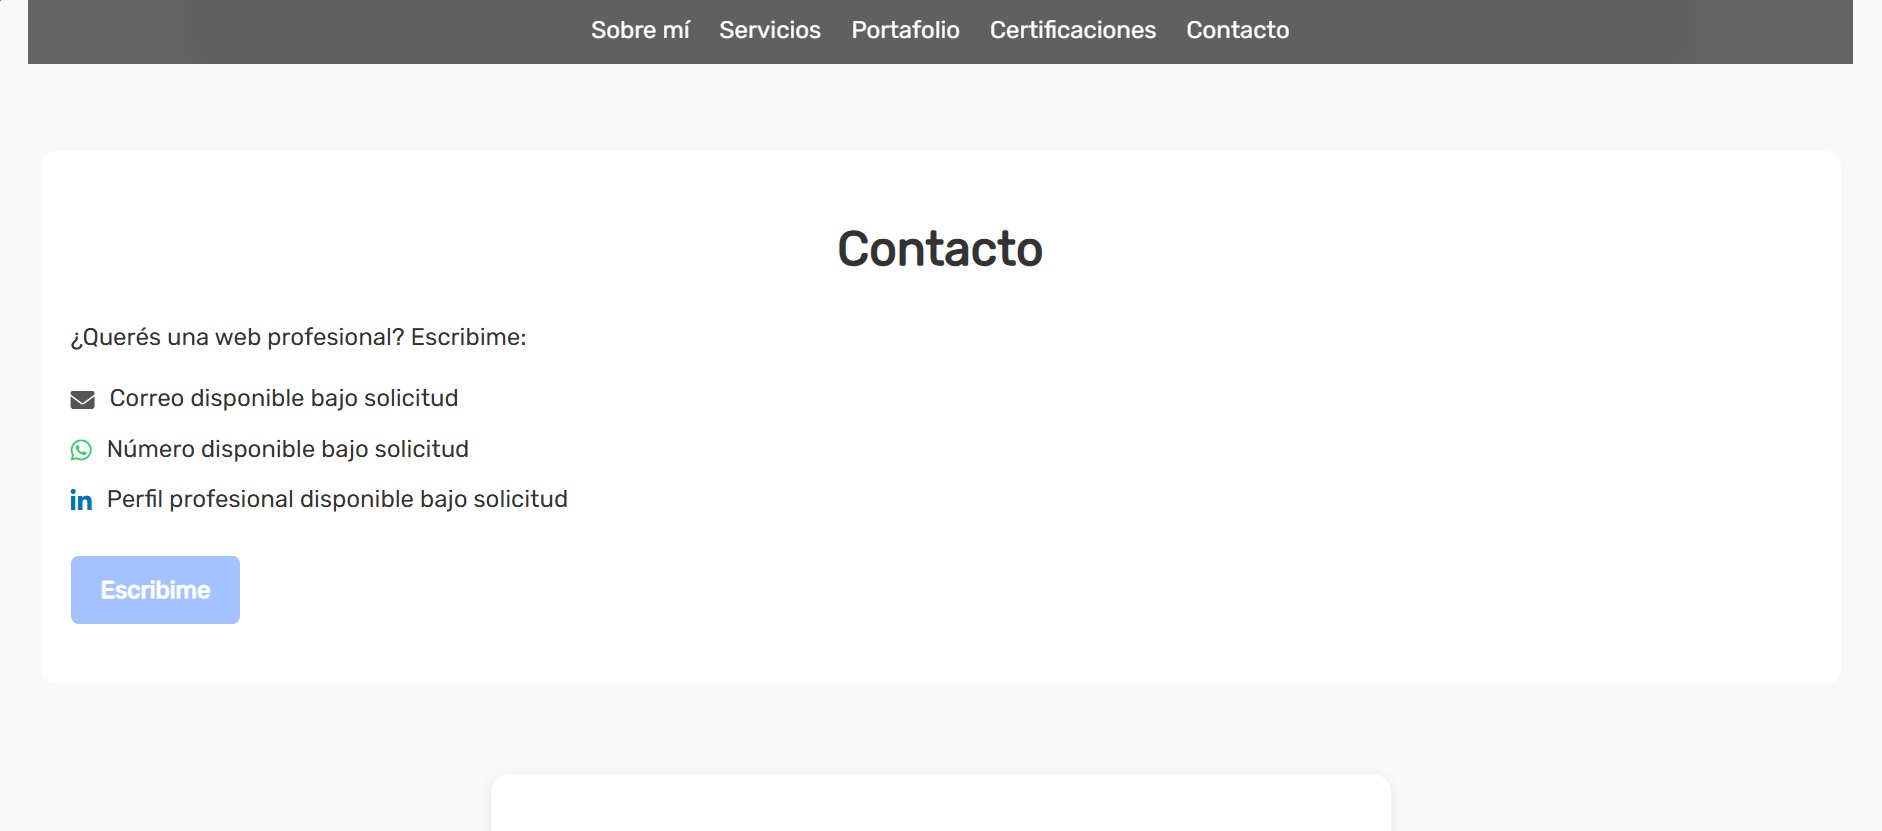 Sobre mí Servicios Portafolio Certificaciones Contacto
Contacto
¿Querés una web profesional? Escribime:
Correo disponible bajo solicitud
Número disponible bajo solicitud
Perfil profesional disponible bajo solicitud
Escribime